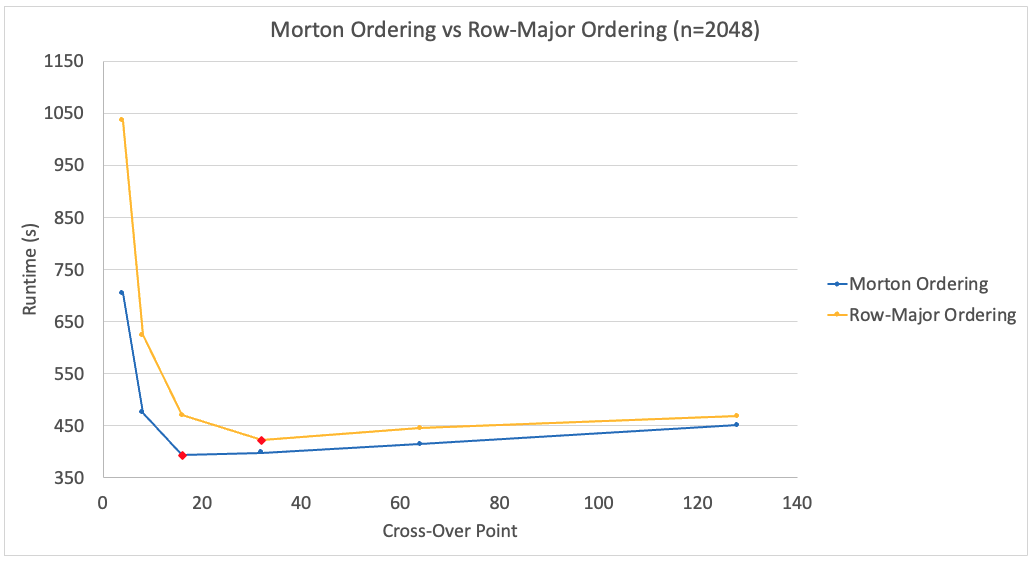 Morton Ordering vs Row-Major Ordering (n=2048)
1150
1050
950
850
750
650
550
450
350
Runtime (s)
0 20 40 60 80 100 120 140
Cross-Over Point
Morton Ordering
Row-Major Ordering